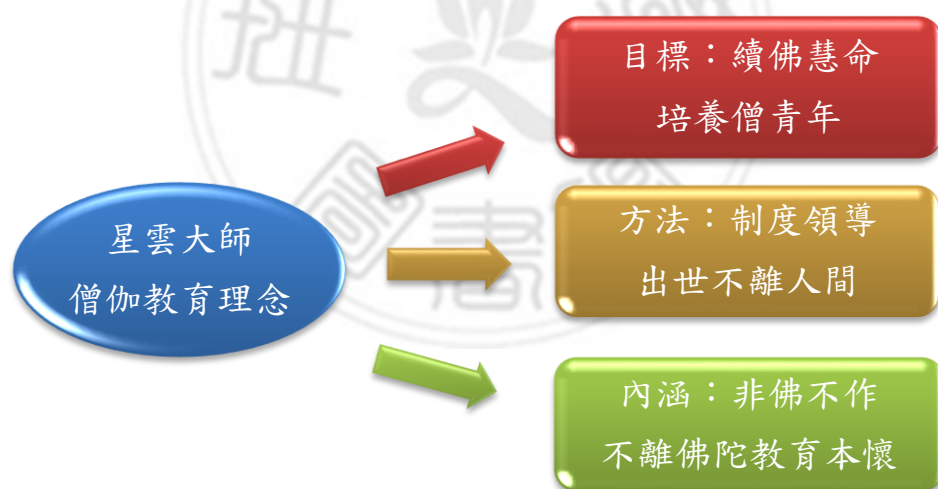 星雲大師
僧伽教育理念
目標：續佛慧命
培養僧青年
方法：制度領導
出世不離人間
內涵：非佛不作
不離佛陀教育本懷